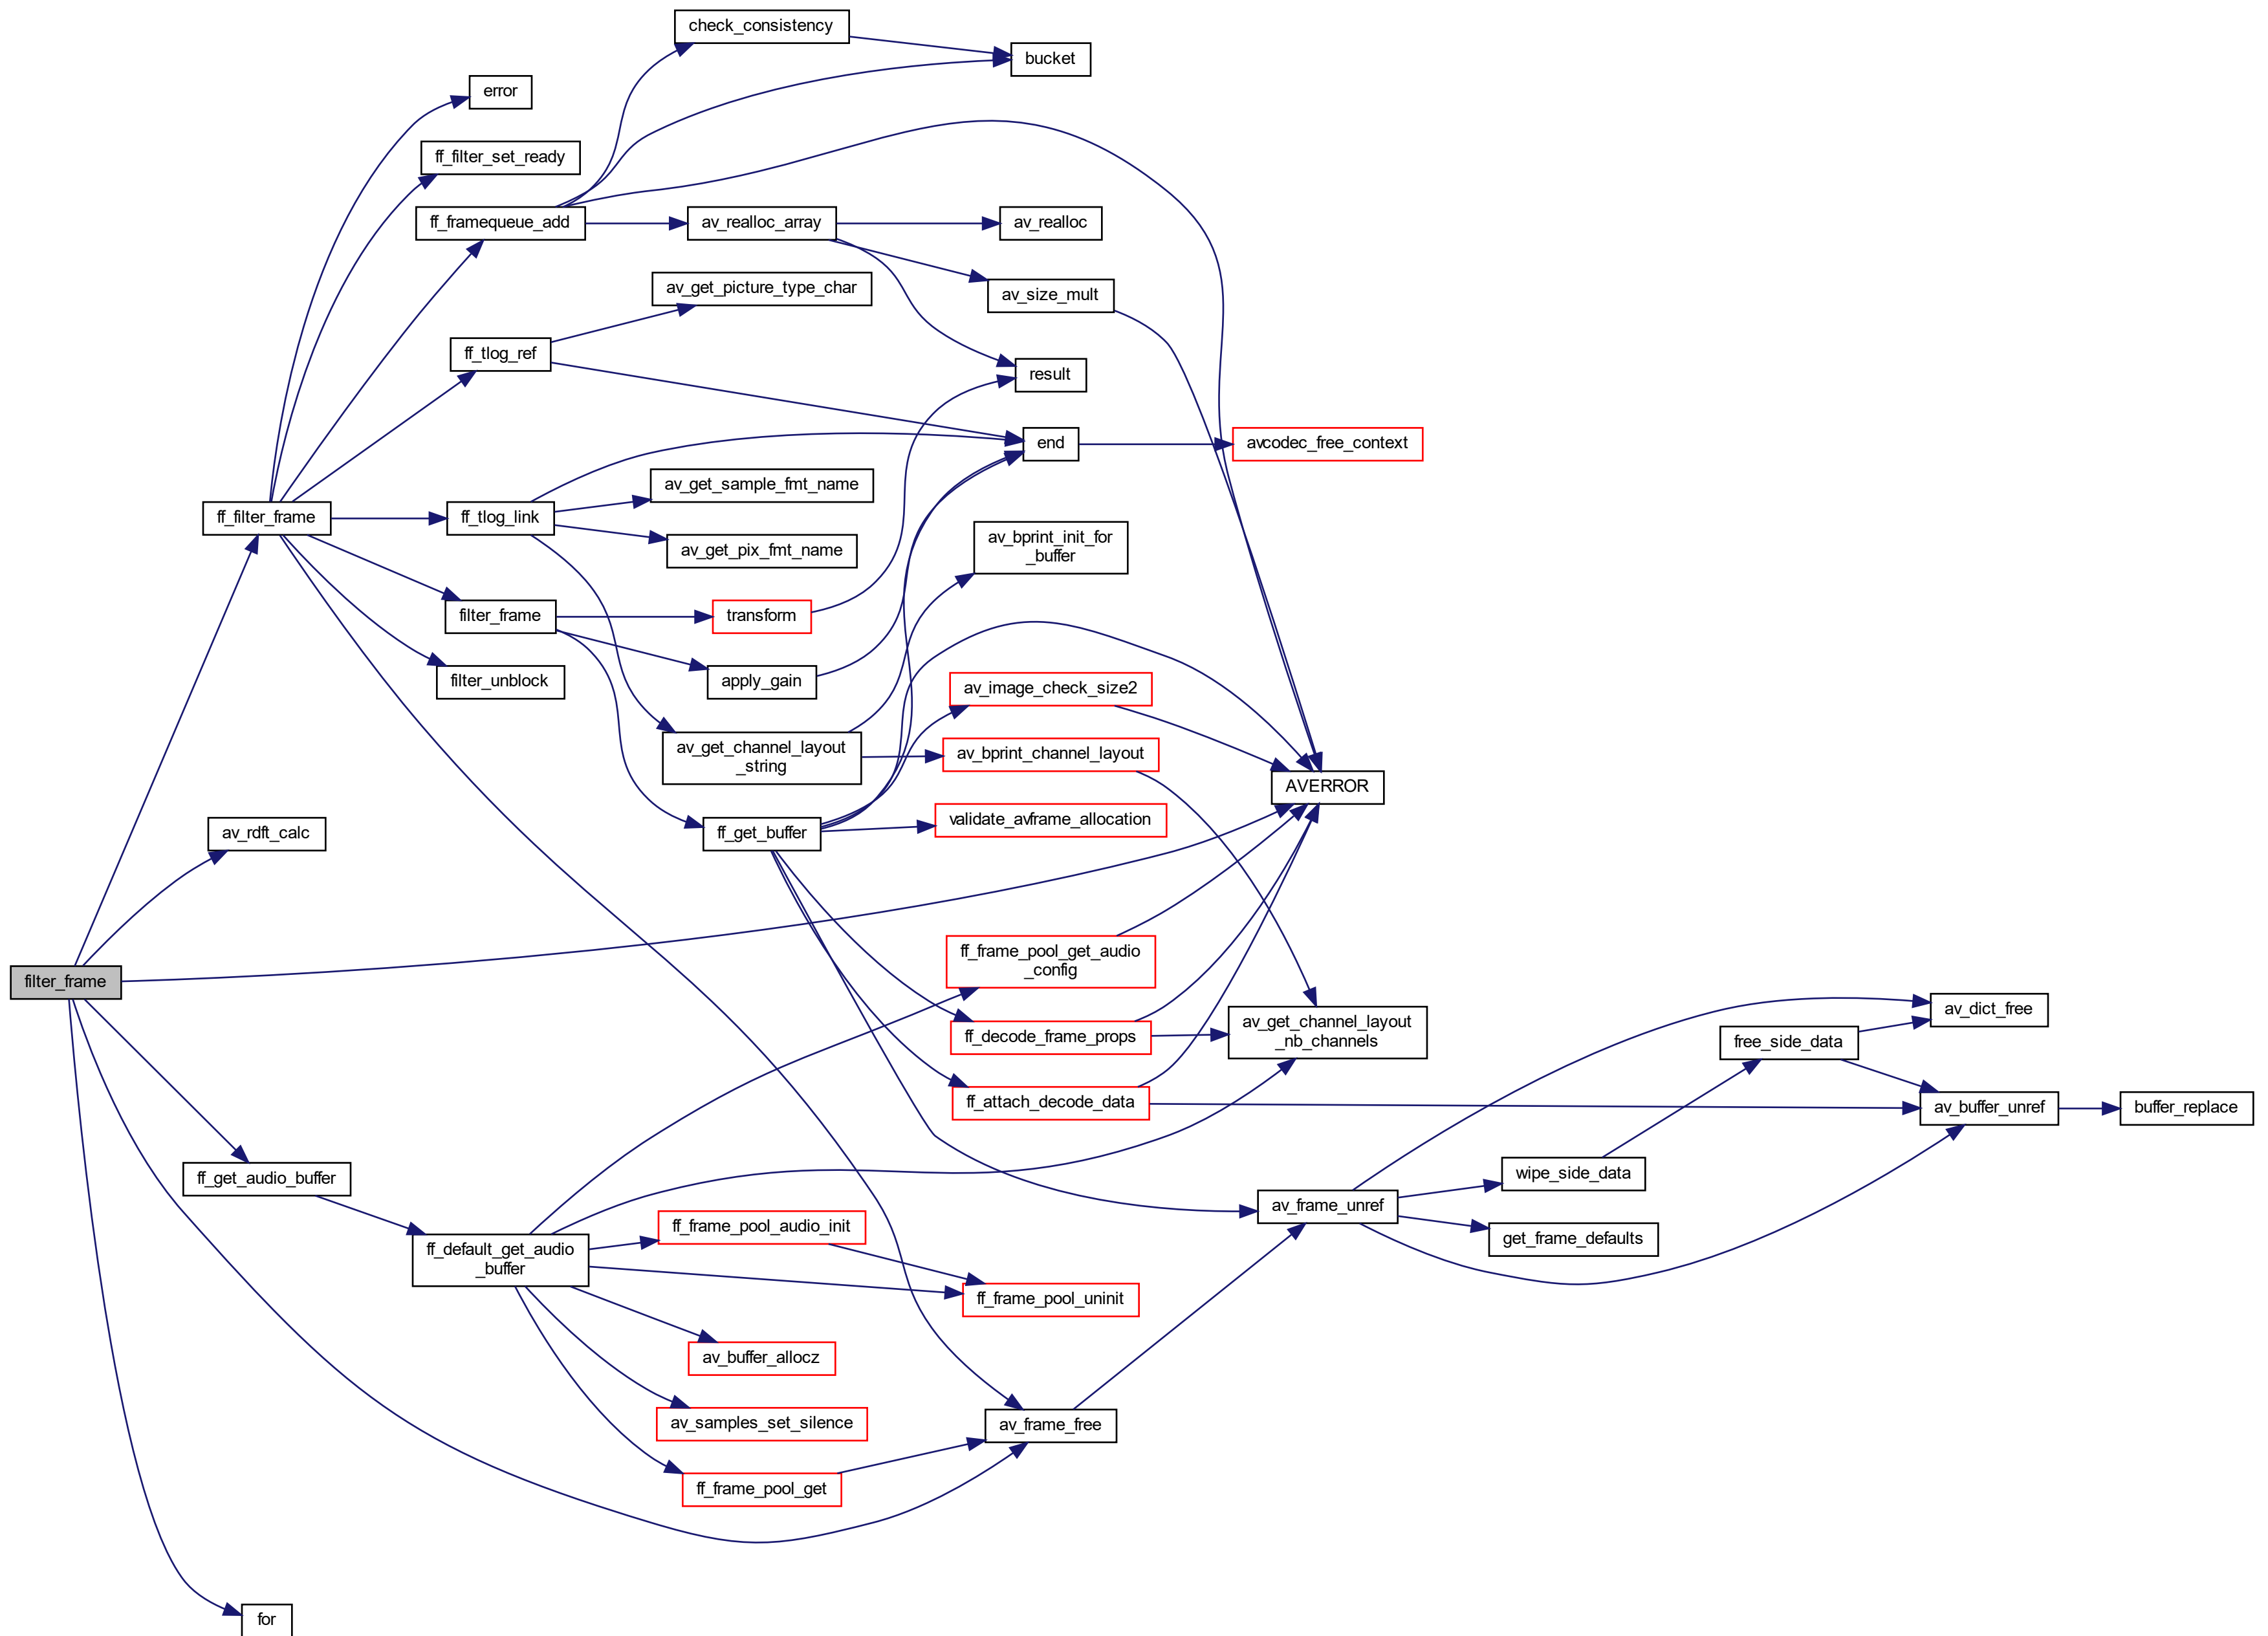 check_consistency
bucket
error
ff_filter_set_ready
ff_framequeue_add
av_realloc_array
av_realloc
av_get_picture_type_char
av_size_mult
ff_tlog_ref
result
end
avcodec_free_context
av_get_sample_fmt_name
ff_filter_frame
ff_tlog_link
av_get_pix_fmt_name
av_bprint_init_for
_buffer
filter_frame
transform
filter_unblock
apply_gain
av_image_check_size2
av_get_channel_layout
_string
av_bprint_channel_layout
AVERROR
av_rdft_calc
ff_get_buffer
validate_avframe_allocation
ff_frame_pool_get_audio
_config
filter_frame
ff_decode_frame_props
av_get_channel_layout
_nb_channels
av_dict_free
free_side_data
ff_attach_decode_data
av_buffer_unref
buffer_replace
ff_get_audio_buffer
wipe_side_data
av_frame_unref
get_frame_defaults
ff_default_get_audio
_buffer
ff_frame_pool_audio_init
ff_frame_pool_uninit
av_buffer_allocz
av_samples_set_silence
av_frame_free
ff_frame_pool_get
for